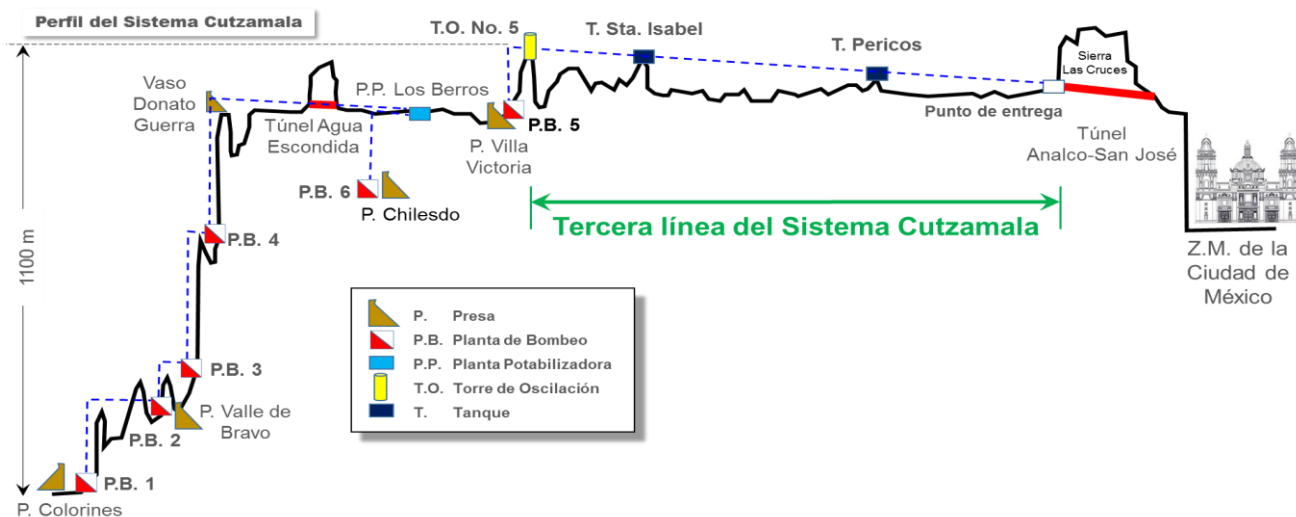 Perfil del Sistema Cutzamala
T.O. No. 5
T. Sta. Isabel
T. Pericos
Sierra
Las Cruces
Vaso
Donato
Guerra
P.P. Los Berros
Túnel Agua
Escondida
P.B. 5
P. Villa
Victoria
Punto de entrega
Túnel
Analco-San José
P.B. 6
P. Chilesdo
Tercera línea del Sistema Cutzamala
1100 m
P.B. 4
Z.M. de la
Ciudad de
México
P.B. 3
P. Valle de
Bravo
P.B. 2
P.B. 1
P. Colorines
P. Presa
P.B. Planta de Bombeo
P.P. Planta Potabilizadora
T.O. Torre de Oscilación
T. Tanque